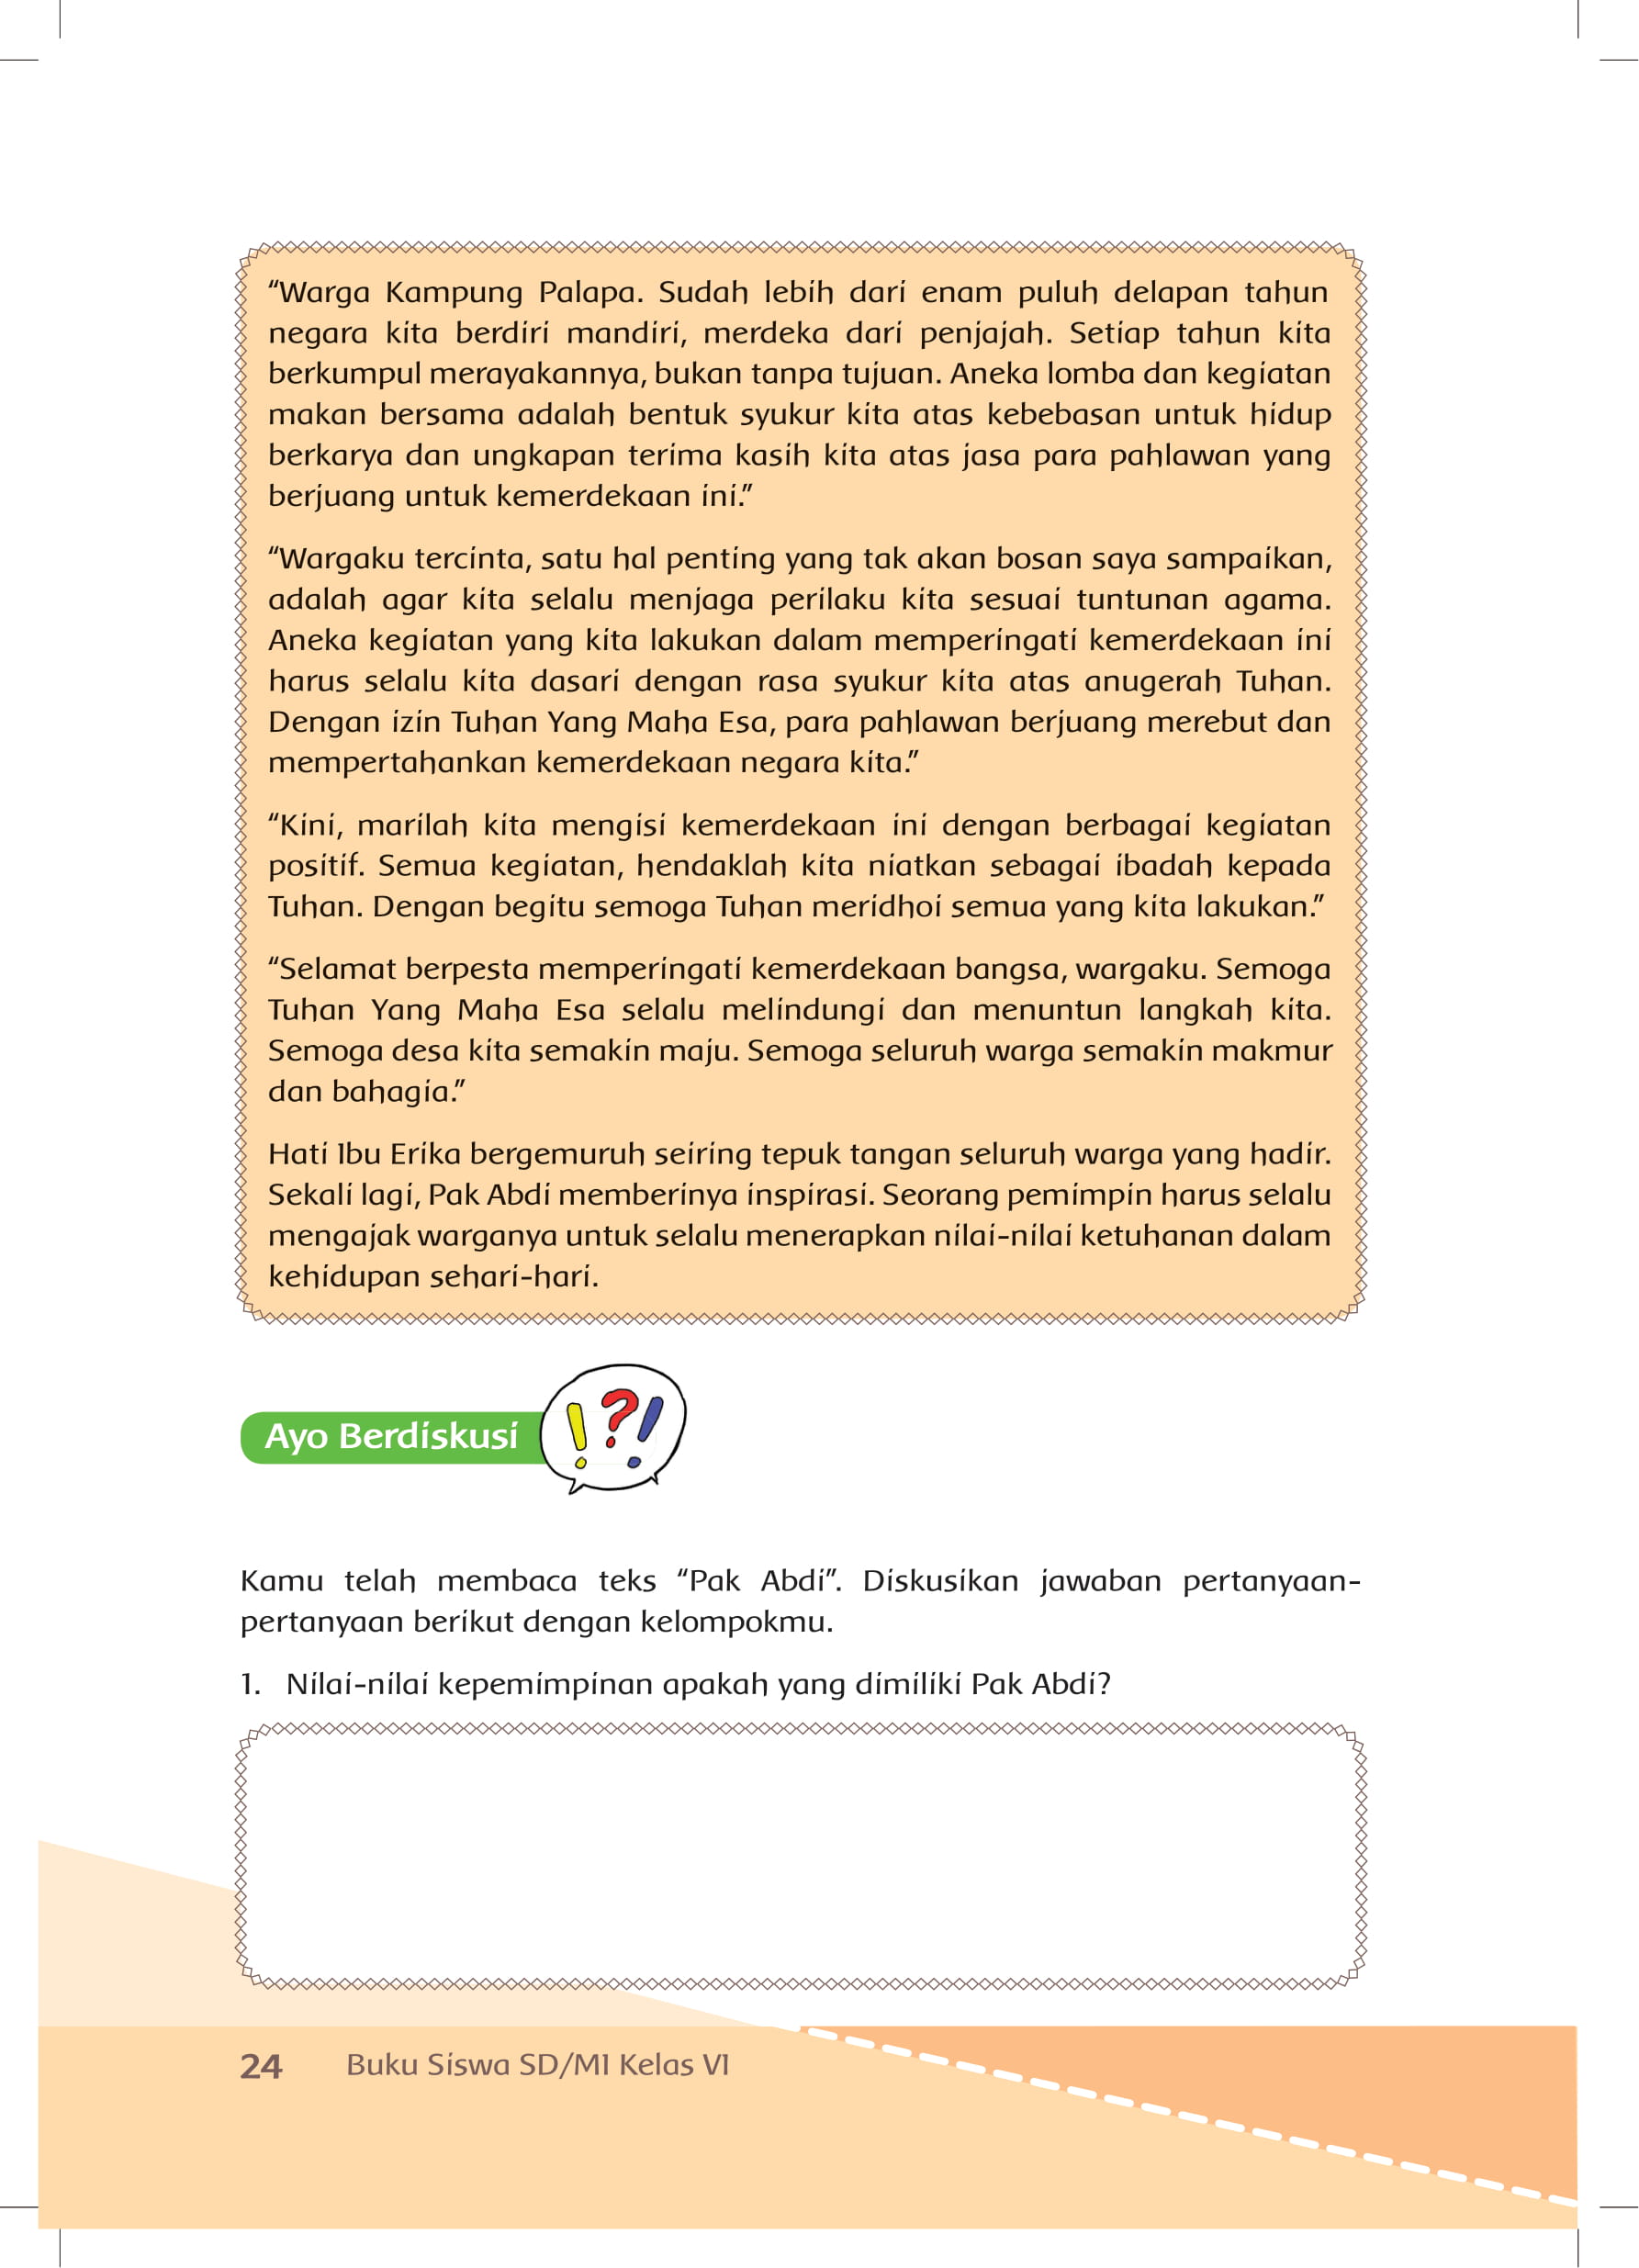 “Warga Kampung Palapa. Sudah lebih dari enam puluh delapan tahun
negara kita berdiri mandiri, merdeka dari penjajah. Setiap tahun kita
berkumpul merayakannya, bukan tanpa tujuan. Aneka lomba dan kegiatan
makan bersama adalah bentuk syukur kita atas kebebasan untuk hidup
berkarya dan ungkapan terima kasih kita atas jasa para pahlawan yang
berjuang untuk kemerdekaan ini.”
“Wargaku tercinta, satu hal penting yang tak akan bosan saya sampaikan,
adalah agar kita selalu menjaga perilaku kita sesuai tuntunan agama.
Aneka kegiatan yang kita lakukan dalam memperingati kemerdekaan ini
harus selalu kita dasari dengan rasa syukur kita atas anugerah Tuhan.
Dengan izin Tuhan Yang Maha Esa, para pahlawan berjuang merebut dan
mempertahankan kemerdekaan negara kita.”
“Kini, marilah kita mengisi kemerdekaan ini dengan berbagai kegiatan
positif. Semua kegiatan, hendaklah kita niatkan sebagai ibadah kepada
Tuhan. Dengan begitu semoga Tuhan meridhoi semua yang kita lakukan.”
“Selamat berpesta memperingati kemerdekaan bangsa, wargaku. Semoga
Tuhan Yang Maha Esa selalu melindungi dan menuntun langkah kita.
Semoga desa kita semakin maju. Semoga seluruh warga semakin makmur
dan bahagia.”
Hati Ibu Erika bergemuruh seiring tepuk tangan seluruh warga yang hadir.
Sekali lagi, Pak Abdi memberinya inspirasi. Seorang pemimpin harus selalu
mengajak warganya untuk selalu menerapkan nilai-nilai ketuhanan dalam
kehidupan sehari-hari.
Ayo Berdiskusi
!?!
Kamu telah membaca teks “Pak Abdi”. Diskusikan jawaban pertanyaan-
pertanyaan berikut dengan kelompokmu.
1. Nilai-nilai kepemimpinan apakah yang dimiliki Pak Abdi?
24 Buku Siswa SD/MI Kelas VI